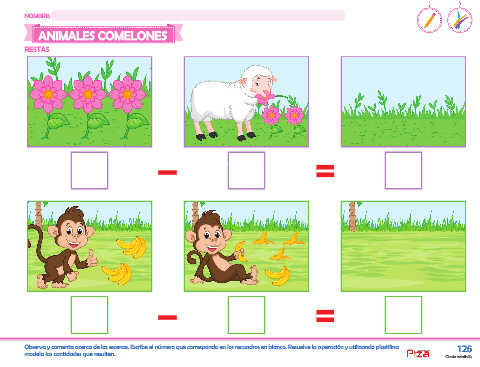 NOMBRE
ANIMALES COMELONES
RESTAS
Observa y comenta acerca de las escenas. Escribe el número que corresponda en los recuadros en blanco. Resuelve la operación y utilizando plastilina
modela las cantidades que resulten.
126